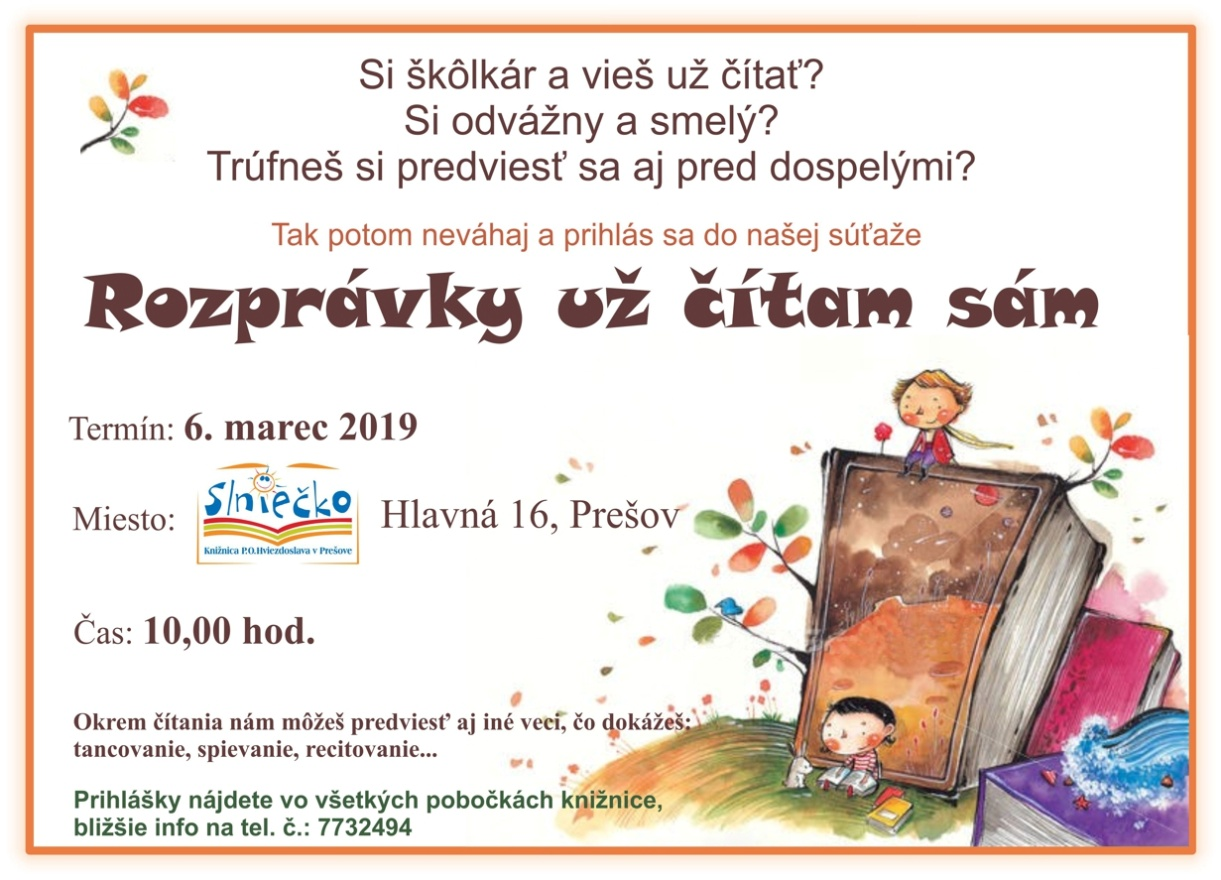 Si škôlkár a vieš už čítať?
Si odvážny a smelý?
Trúfneš si predviesť sa aj pred dospelými?
Tak potom neváhaj a prihlás sa do našej súťaže
Rozprávky už čítam sám
Termín: 6. marec 2019
Miesto: Slniečko Hlavná 16, Prešov
Knižnica P.O.Hviezdoslava v Prešove
Čas: 10,00 hod.
Okrem čítania nám môžeš predviesť aj iné veci, čo dokážeš:
tancovanie, spievanie, recitovanie...
Prihlášky nájdete vo všetkých pobočkách knižnice,
bližšie info na tel. č.: 7732494